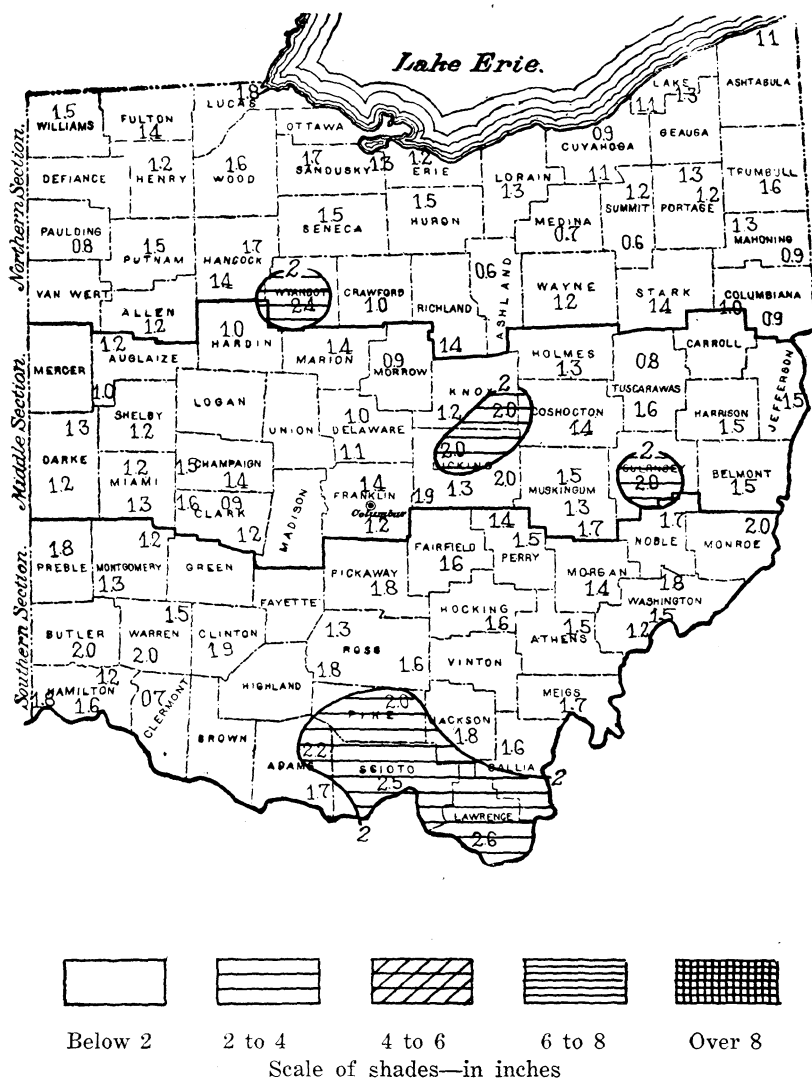 Lake Erie.
1.1
LAKE
1.3
1.1
ASHTABULA
1.8
LUCAS
1.5
WILLIAMS
FULTON
1.4
OTTAWA
0.9
CUYAHOGA
GEAUGA
DEFIANCE
1.2
HENRY
1.6
WOOD
1.7
SANDUSKY
1.3
1.2
ERIE
LORAIN
1.3
1.1
1.3
1.2
PORTAGE
TRUMBULL
1.6
1.2
SUMMIT
0.6
MEDINA
0.7
PAULDING
0.8
1.5
PUTNAM
1.7
HANCOCK
1.4
1.5
SENECA
1.5
HURON
1.3
MAHONING
0.9
Northern Section.
VAN WERT
ALLEN
1.2
2
WYANDOT
2.4
CRAWFORD
1.0
RICHLAND
1.4
0.6
ASHLAND
WAYNE
1.2
STARK
1.4
COLUMBIANA
1.0
0.9
MERCER
1.0
1.2
AUGLAIZE
1.0
HARDIN
1.4
MARION
0.9
MORROW
HOLMES
1.3
0.8
TUSCARAWAS
1.6
CARROLL
JEFFERSON
1.5
LOGAN
UNION
KNOX
1.2
2
2.0
COSHOCTON
1.4
HARRISON
1.5
Middle Section.
1.3
DARKE
1.2
SHELBY
1.2
1.2
MIAMI
1.3
1.5
CHAMPAIGN
1.4
1.0
DELAWARE
1.1
2.0
LICKING
1.3
2.0
1.9
1.5
MUSKINGUM
1.3
1.7
2
GUERNSEY
2.0
BELMONT
1.5
1.6
0.9
CLARK
1.2
MADISON
1.4
FRANKLIN
Columbus
1.2
1.8
PREBLE
1.2
MONTGOMERY
1.3
GREEN
FAYETTE
PICKAWAY
1.8
FAIRFIELD
1.6
1.4
1.5
PERRY
MORGAN
1.4
1.7
NOBLE
2.0
MONROE
1.8
WASHINGTON
1.5
1.2
Southern Section.
BUTLER
2.0
1.5
WARREN
2.0
CLINTON
1.9
1.3
ROSS
1.8
1.6
HOCKING
1.6
VINTON
1.5
ATHENS
MEIGS
1.7
1.8
HAMILTON
1.2
1.6
0.7
CLERMONT
HIGHLAND
BROWN
2.0
PIKE
JACKSON
1.8
1.6
GALLIA
2
2.2
ADAMS
1.7
SCIOTO
2.5
2
LAWRENCE
2.6
Below 2
2 to 4
4 to 6
6 to 8
Over 8
Scale of shades—in inches